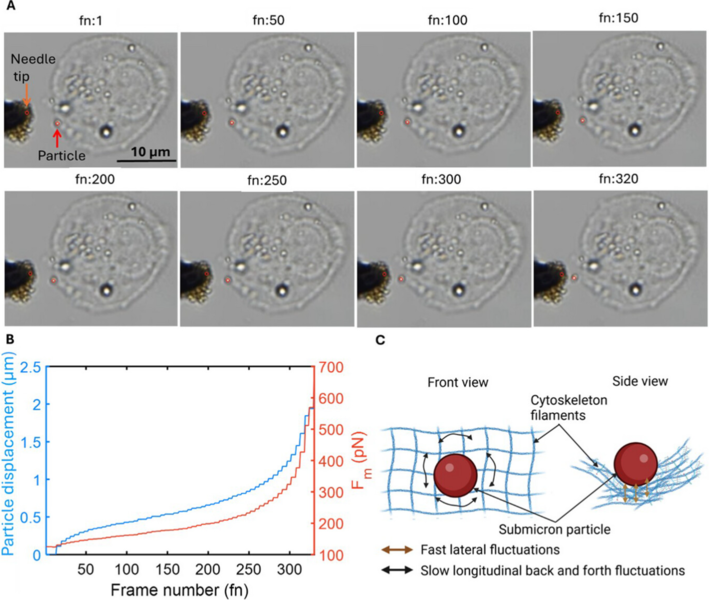 A
fn:1 fn:50 fn:100 fn:150
Needle
tip
Particle
10 μm
fn:200 fn:250 fn:300 fn:320
B
C
2.5
2
1.5
1
0.5
0
Particle displacement (μm)
700
600
500
400
300
200
100
Fm (pN)
50 100 150 200 250 300
Frame number (fn)
Front view
Side view
Cytoskeleton
filaments
Submicron particle
Fast lateral fluctuations
Slow longitudinal back and forth fluctuations